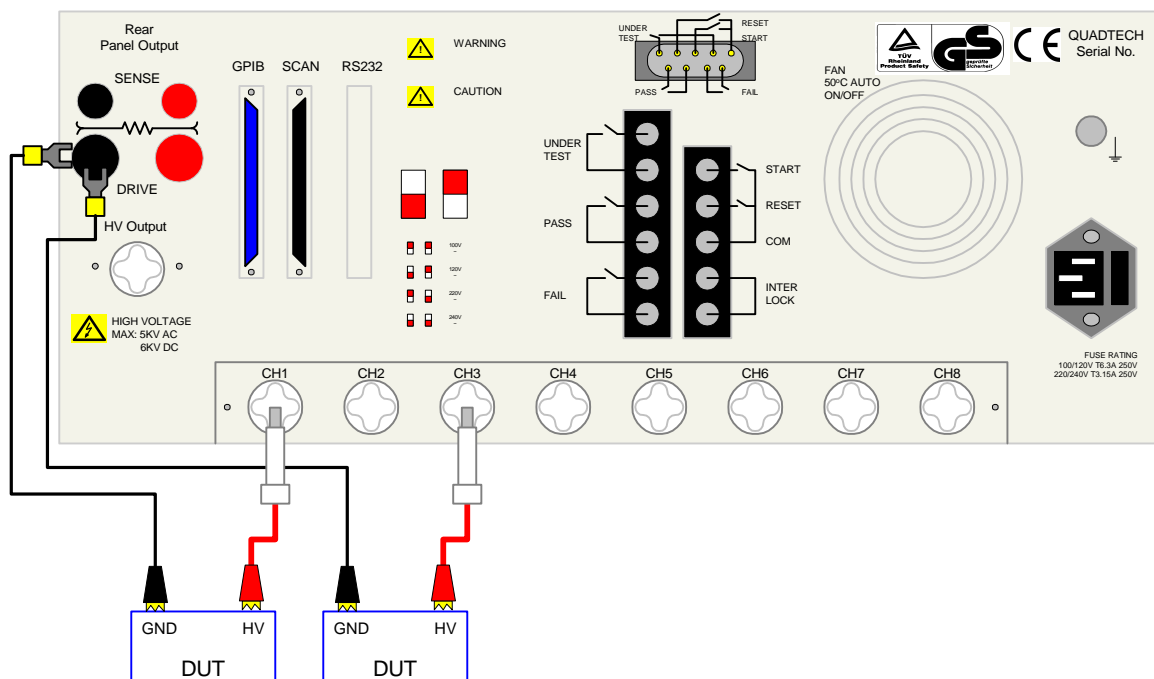 Rear
Panel Output
SENSE
DRIVE
HV Output
HIGH VOLTAGE
MAX: 5KV AC
6KV DC
GPIB
SCAN
RS232
WARNING
CAUTION
100V
~
120V
~
220V
~
240V
~
UNDER
TEST
RESET
START
PASS
FAIL
UNDER
TEST
PASS
FAIL
START
RESET
COM
INTER
LOCK
TÜV
Rheinland
Product Safety
GS
geprüfte
Sicherheit
CE
QUADTECH
Serial No.
FAN
50°C AUTO
ON/OFF
FUSE RATING
100/120V T6.3A 250V
220/240V T3.15A 250V
CH1
CH2
CH3
CH4
CH5
CH6
CH7
CH8
GND
HV
DUT
GND
HV
DUT